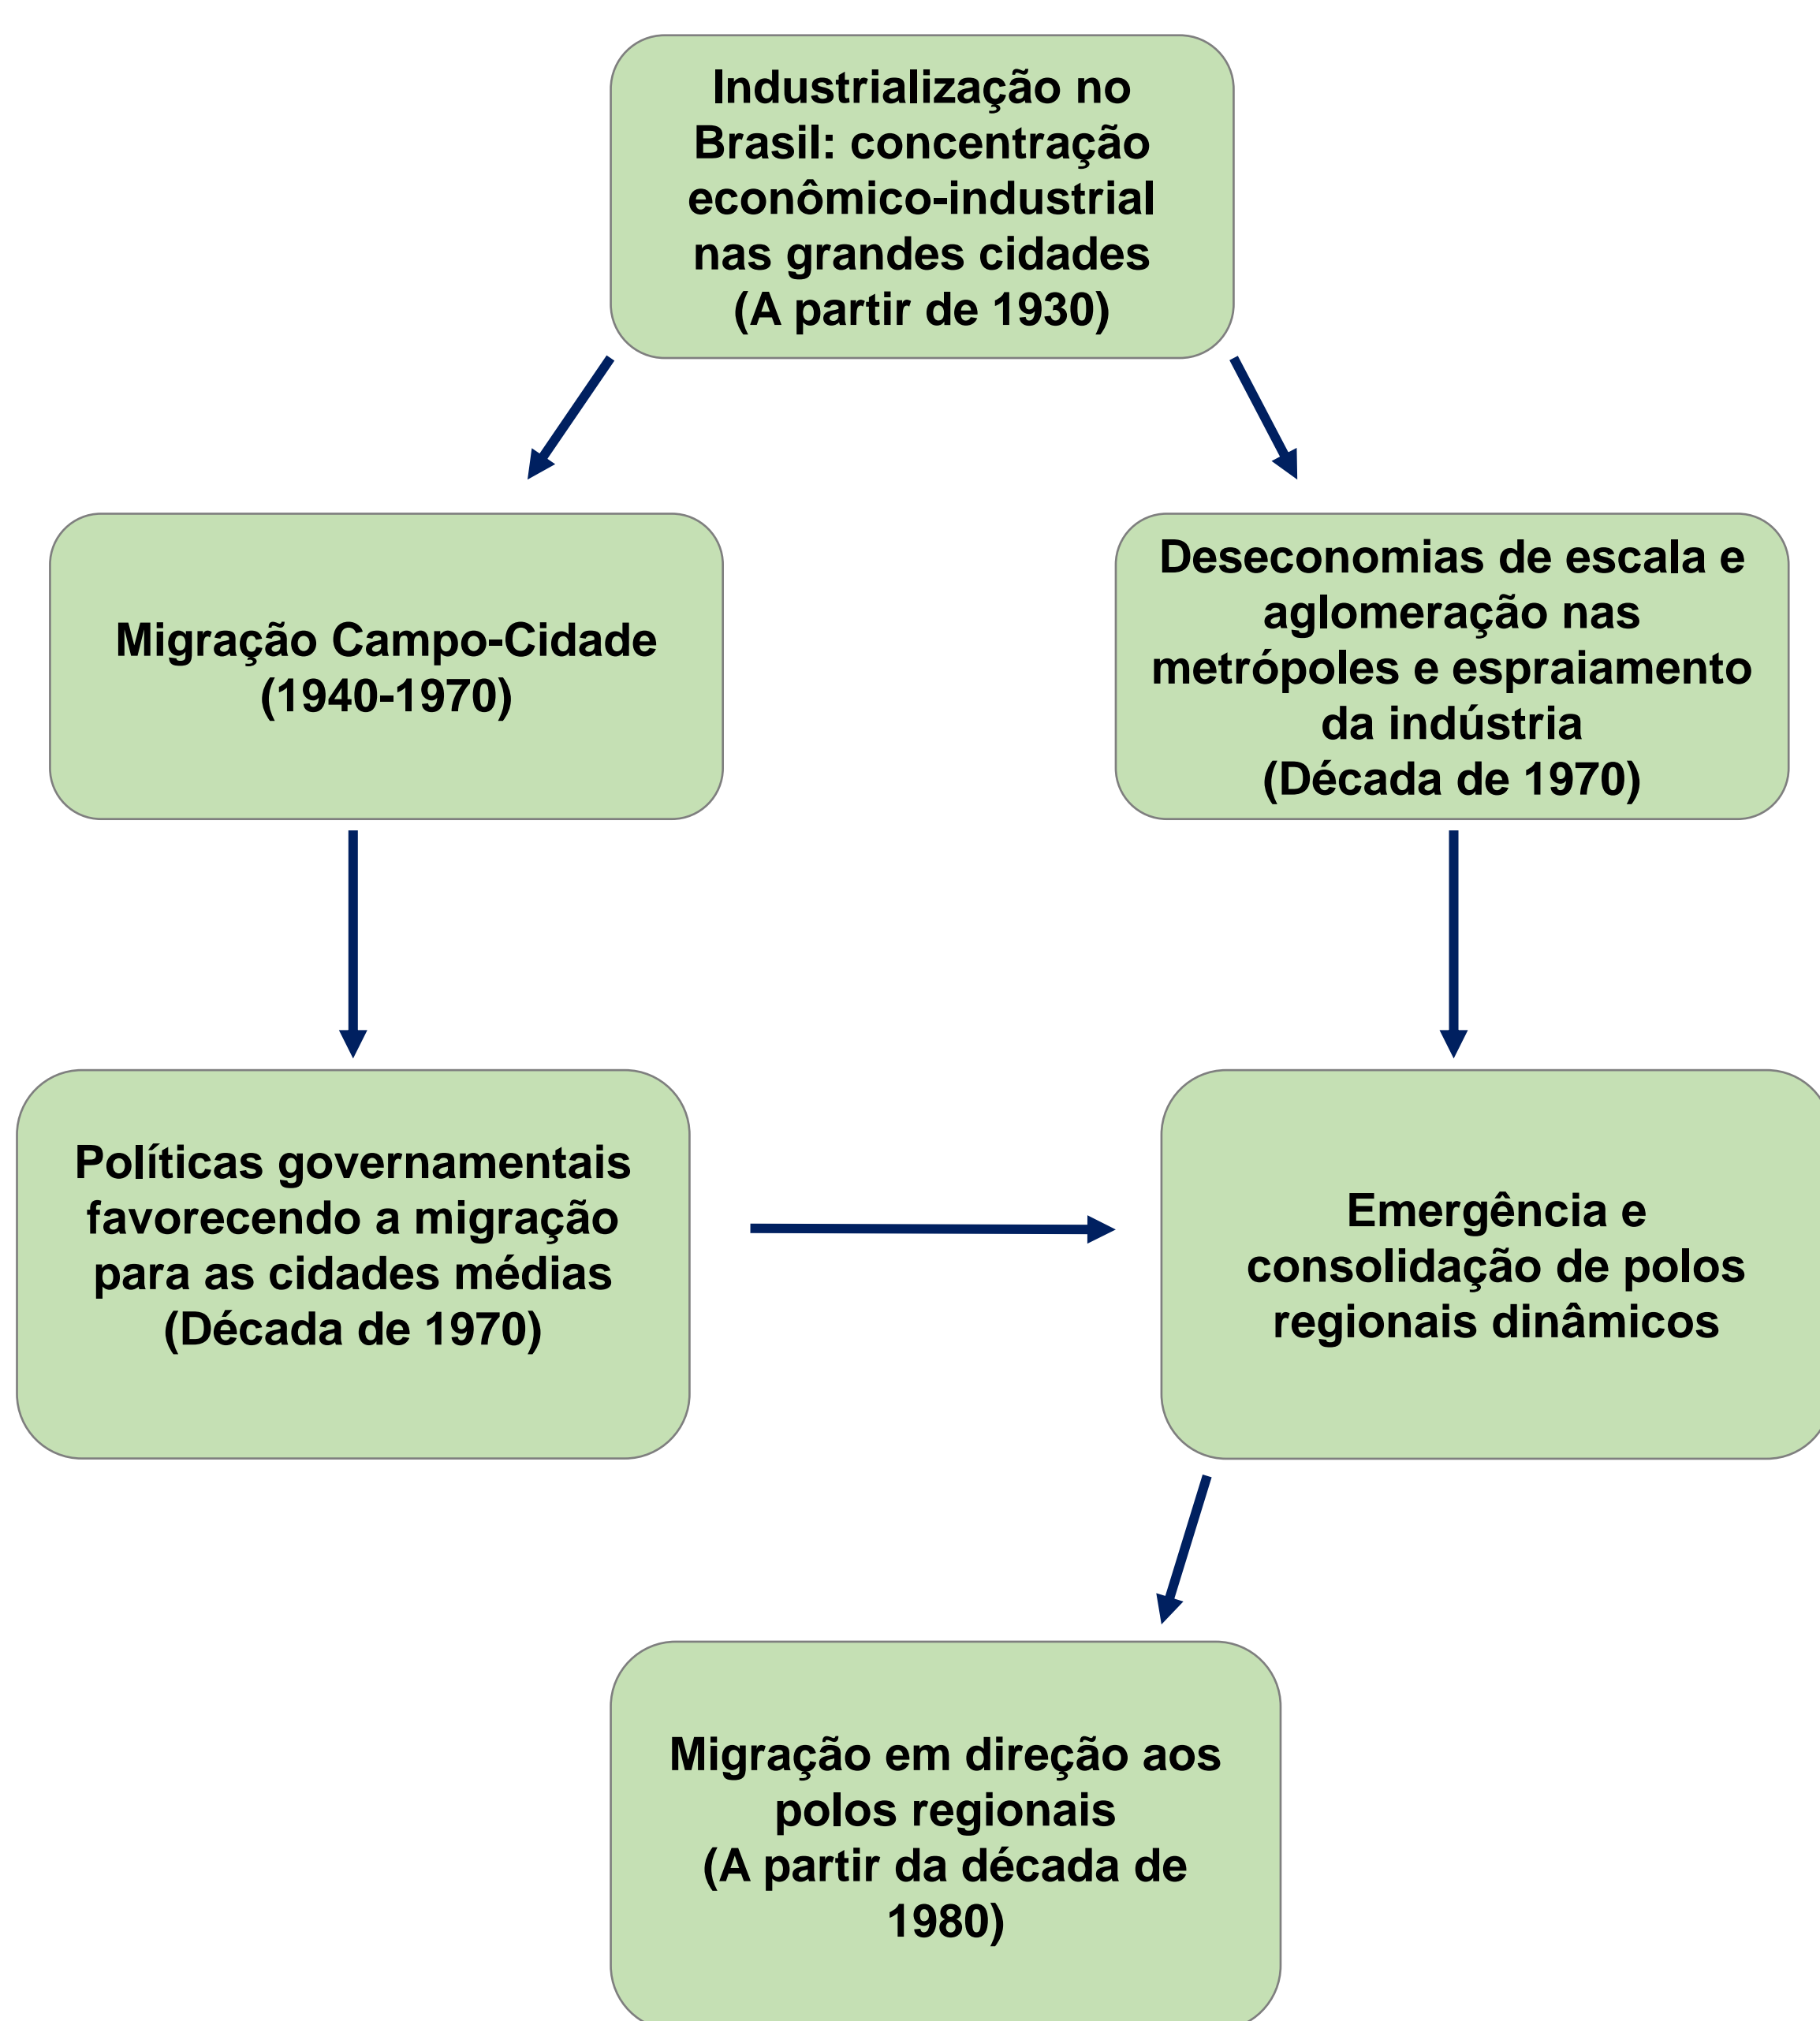 Industrialização no
Brasil: concentração
econômico-industrial
nas grandes cidades
(A partir de 1930)
Migração Campo-Cidade
(1940-1970)
Deseconomias de escala e
aglomeração nas
metrópoles e espraiamento
da indústria
(Década de 1970)
Políticas governamentais
favorecendo a migração
para as cidades médias
(Década de 1970)
Emergência e
consolidação de polos
regionais dinâmicos
Migração em direção aos
polos regionais
(A partir da década de
1980)